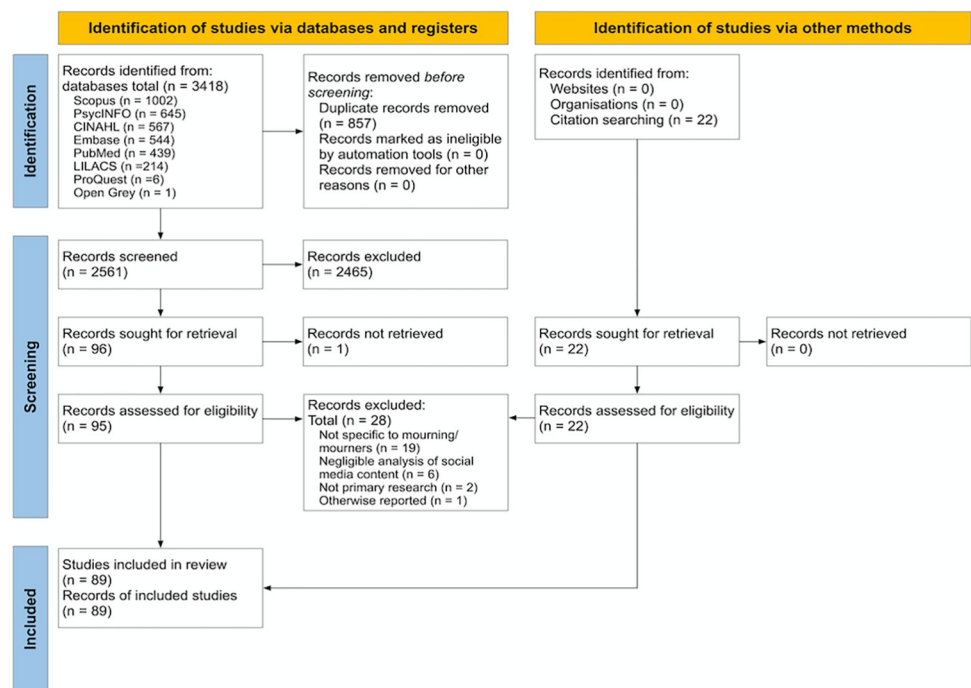 Identification of studies via databases and registers
Identification of studies via other methods
Identification
Records identified from:
databases total (n = 3418)
Scopus (n = 1002)
PsycINFO (n = 645)
CINAHL (n = 567)
Embase (n = 544)
PubMed (n = 439)
LILACS (n =214)
ProQuest (n =6)
Open Grey (n = 1)
Records removed before
screening:
Duplicate records removed
(n = 857)
Records marked as ineligible
by automation tools (n = 0)
Records removed for other
reasons (n = 0)
Records identified from:
Websites (n = 0)
Organisations (n = 0)
Citation searching (n = 22)
Screening
Records screened
(n = 2561)
Records excluded
(n = 2465)
Records sought for retrieval
(n = 96)
Records not retrieved
(n = 1)
Records sought for retrieval
(n = 22)
Records not retrieved
(n = 0)
Records assessed for eligibility
(n = 95)
Records excluded:
Total (n = 28)
Not specific to mourning/
mourners (n = 19)
Negligible analysis of social
media content (n = 6)
Not primary research (n = 2)
Otherwise reported (n = 1)
Records assessed for eligibility
(n = 22)
Included
Studies included in review
(n = 89)
Records of included studies
(n = 89)